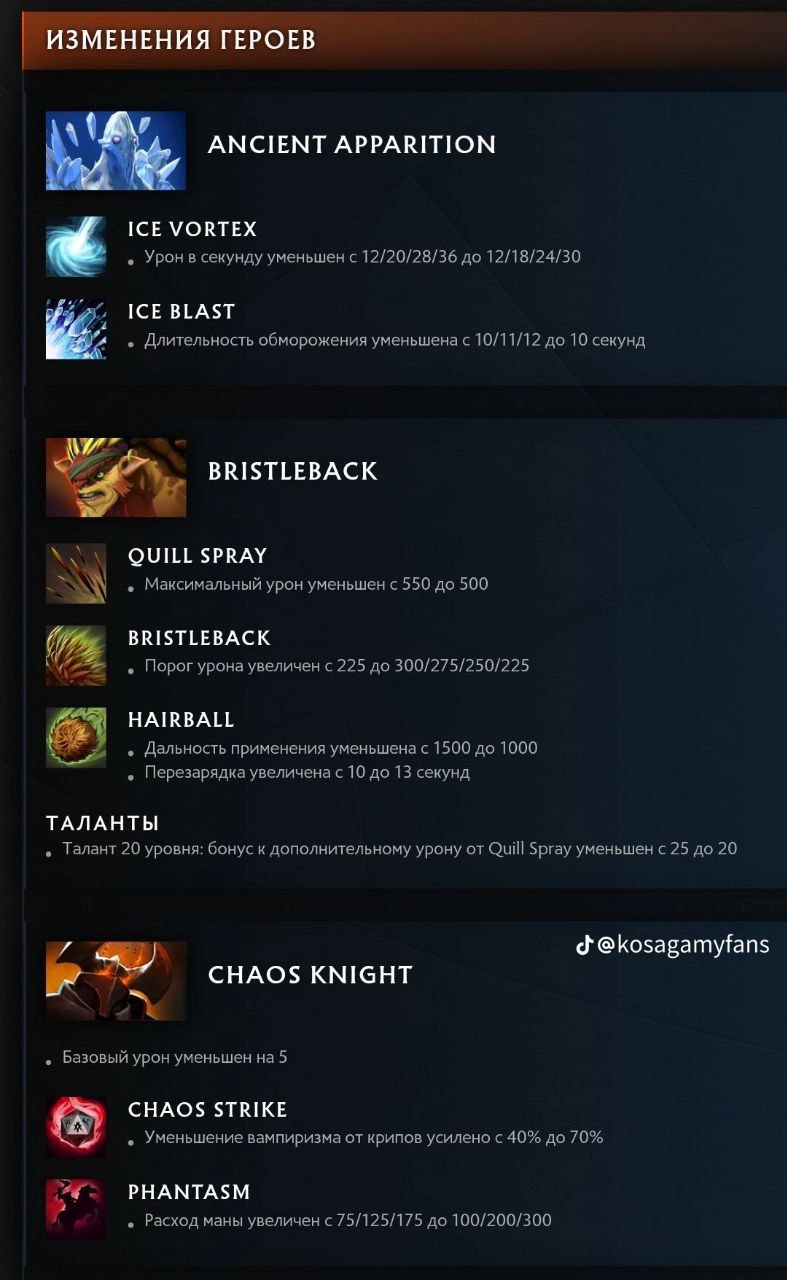 ИЗМЕНЕНИЯ ГЕРОЕВ
ANCIENT APPARITION
ICE VORTEX
• Урон в секунду уменьшен с 12/20/28/36 до 12/18/24/30
ICE BLAST
• Длительность обморожения уменьшена с 10/11/12 до 10 секунд
BRISTLEBACK
QUILL SPRAY
• Максимальный урон уменьшен с 550 до 500
BRISTLEBACK
• Порог урона увеличен с 225 до 300/275/250/225
HAIRBALL
• Дальность применения уменьшена с 1500 до 1000
• Перезарядка увеличена с 10 до 13 секунд
ТАЛАНТЫ
• Талант 20 уровня: бонус к дополнительному урону от Quill Spray уменьшен с 25 до 20
@kosagamyfans
CHAOS KNIGHT
• Базовый урон уменьшен на 5
CHAOS STRIKE
• Уменьшение вампиризма от крипов усилено с 40% до 70%
PHANTASM
• Расход маны увеличен с 75/125/175 до 100/200/300